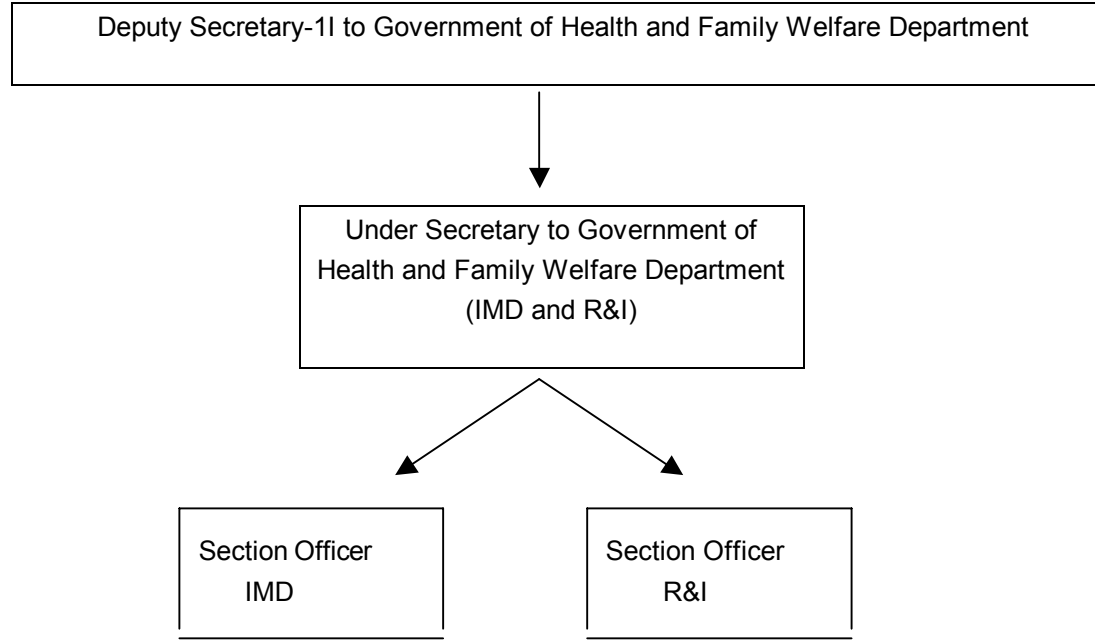 Deputy Secretary-1I to Government of Health and Family Welfare Department
Under Secretary to Government of
Health and Family Welfare Department
(IMD and R&I)
Section Officer
IMD
Section Officer
R&I